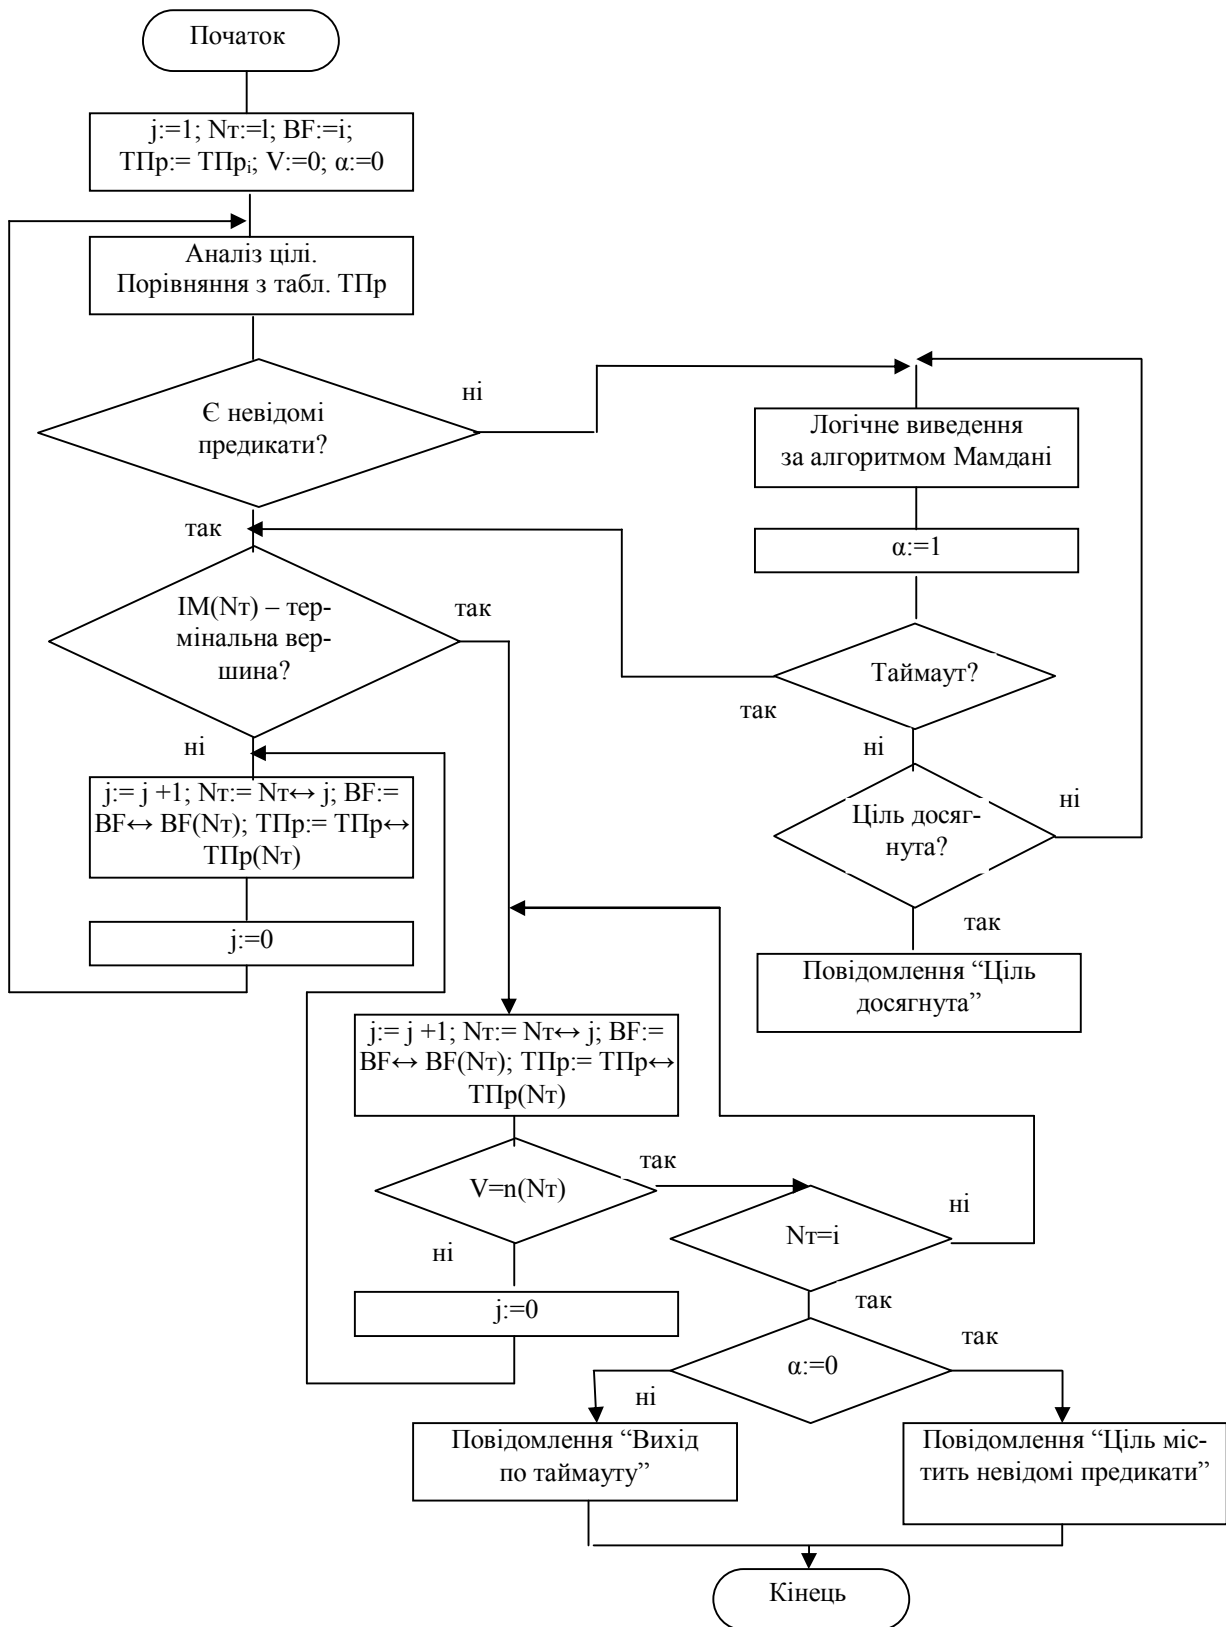 Початок
j:=1; Nт:=l; BF:=i;
ТПр:= ТПрᵢ; V:=0; α:=0
Аналіз цілі.
Порівняння з табл. ТПр
Є невідомі
предикати?
ні
так
Логічне виведення
за алгоритмом Мамдані
α:=1
ІМ(Nт) – тер-
мінальна вер-
шина?
так
ні
Таймаут?
так
ні
Ціль досяг-
нута?
ні
так
Повідомлення “Ціль
досягнута”
j:= j +1; Nт:= Nт↔ j; BF:=
BF↔ BF(Nт); ТПр:= ТПр↔
ТПр(Nт)
j:=0
j:= j +1; Nт:= Nт↔ j; BF:=
BF↔ BF(Nт); ТПр:= ТПр↔
ТПр(Nт)
V=n(Nт)
так
ні
Nт=i
ні
так
j:=0
α:=0
так
ні
Повідомлення “Вихід
по таймауту”
Повідомлення “Ціль міс-
тить невідомі предикати”
Кінець